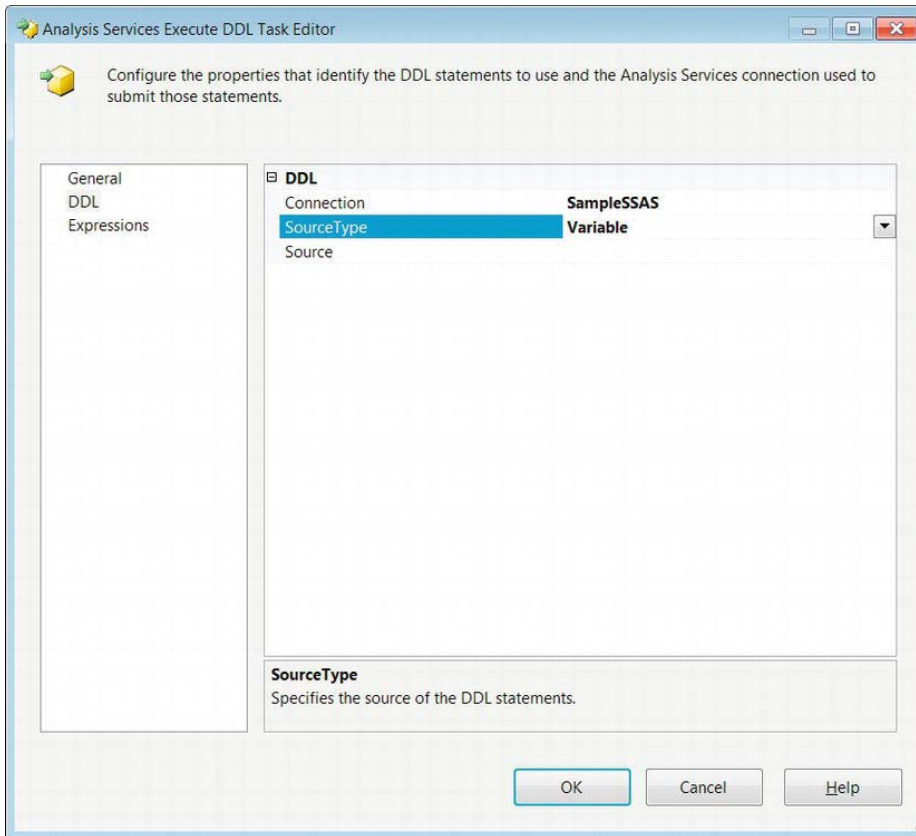 Analysis Services Execute DDL Task Editor
Configure the properties that identify the DDL statements to use and the Analysis Services connection used to
submit those statements.
General
DDL
Expressions
DDL
Connection SampleSSAS
SourceType Variable
Source
SourceType
Specifies the source of the DDL statements.
OK Cancel Help